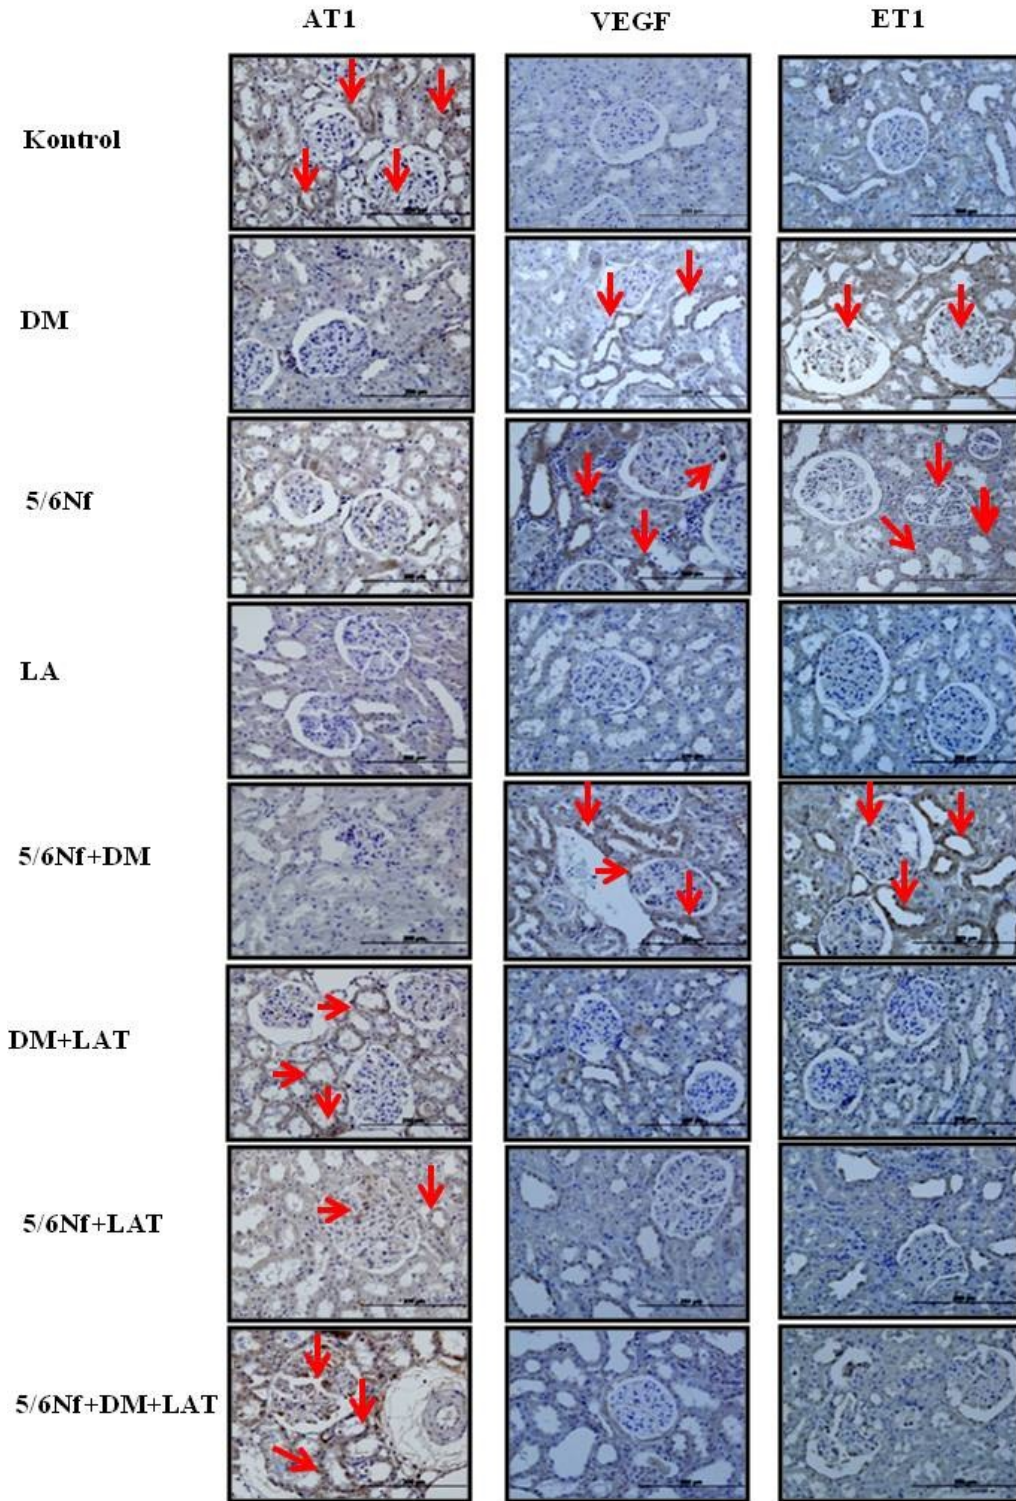 AT1 VEGF ET1
Kontrol
DM
5/6Nf
LA
5/6Nf+DM
DM+LAT
5/6Nf+LAT
5/6Nf+DM+LAT